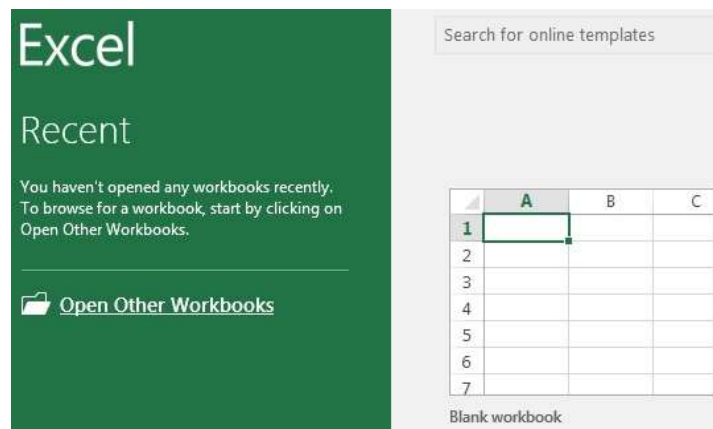 Excel
Recent
You haven't opened any workbooks recently.
To browse for a workbook, start by clicking on
Open Other Workbooks.
Open Other Workbooks
Search for online templates
A B C
1
2
3
4
5
6
7
Blank workbook